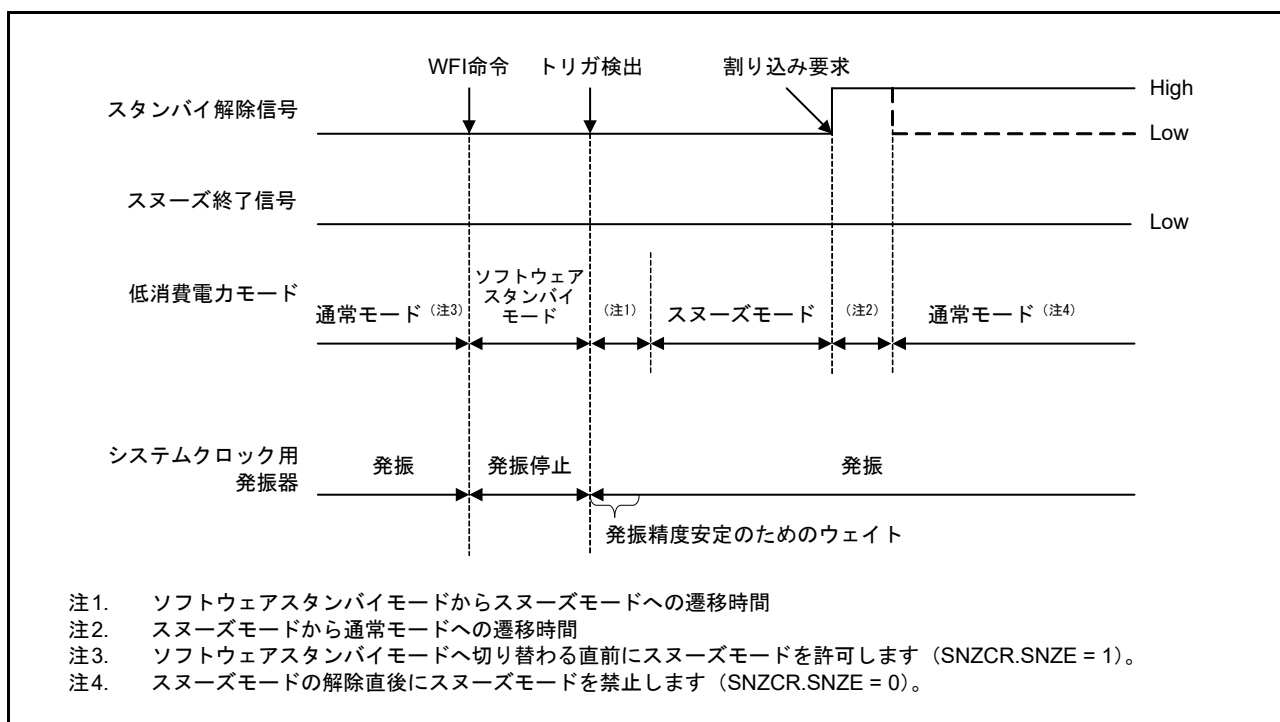 WFI命令 トリガ検出 割り込み要求
スタンバイ解除信号
High
Low
スヌーズ終了信号
Low
低消費電力モード
通常モード（注3）
ソフトウェア
スタンバイ
モード
（注1）
スヌーズモード
（注2）
通常モード（注4）
システムクロック用
発振器
発振
発振停止
発振
発振精度安定のためのウェイト
注1. ソフトウェアスタンバイモードからスヌーズモードへの遷移時間
注2. スヌーズモードから通常モードへの遷移時間
注3. ソフトウェアスタンバイモードへ切り替わる直前にスヌーズモードを許可します（SNZCR.SNZE = 1）。
注4. スヌーズモードの解除直後にスヌーズモードを禁止します（SNZCR.SNZE = 0）。